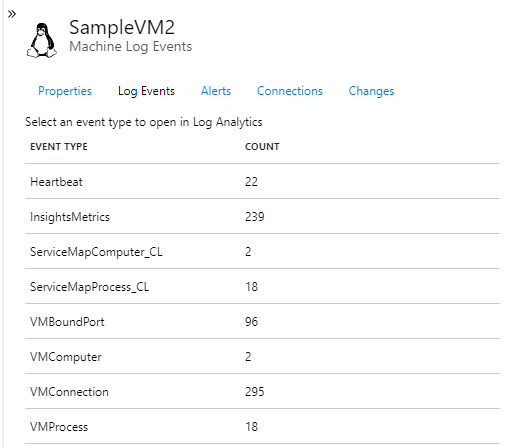 »
SampleVM2
Machine Log Events
Properties Log Events Alerts Connections Changes
Select an event type to open in Log Analytics
EVENT TYPE COUNT
Heartbeat 22
InsightsMetrics 239
ServiceMapComputer_CL 2
ServiceMapProcess_CL 18
VMBoundPort 96
VMComputer 2
VMConnection 295
VMProcess 18